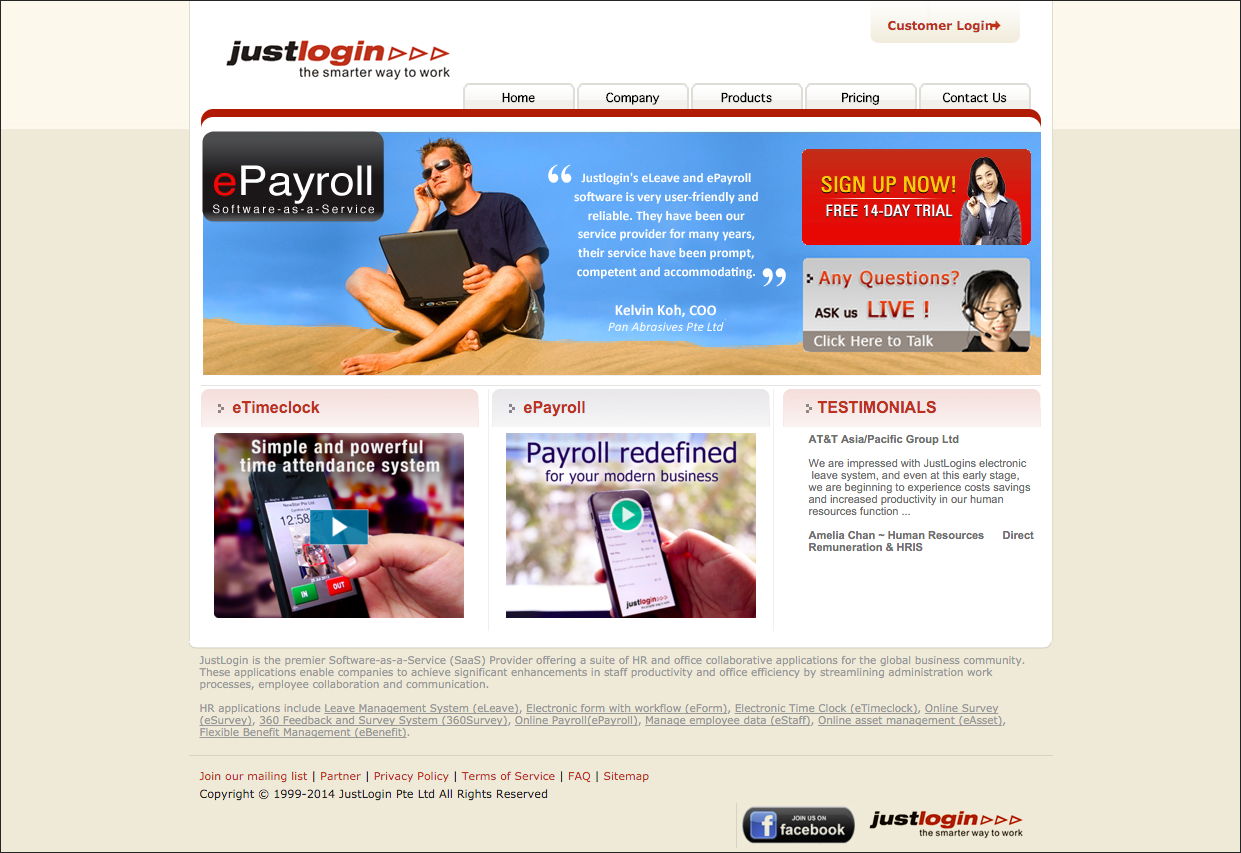 Customer Login
justlogin
the smarter way to work
Home
Company
Products
Pricing
Contact Us
ePayroll
Software-as-a-Service
“ Justlogin's eLeave and ePayroll
software is very user-friendly and
reliable. They have been our
service provider for many years,
their service have been prompt,
competent and accommodating. ”
Kelvin Koh, COO
Pan Abrasives Pte Ltd
SIGN UP NOW!
FREE 14-DAY TRIAL
Any Questions?
ASK us LIVE !
Click Here to Talk
eTimeclock
Simple and powerful
time attendance system
12:58
IN
OUT
ePayroll
Payroll redefined
for your modern business
justlogin
TESTIMONIALS
AT&T Asia/Pacific Group Ltd
We are impressed with JustLogins electronic
leave system, and even at this early stage,
we are beginning to experience costs savings
and increased productivity in our human
resources function ...
Amelia Chan ~ Human Resources Direct
Remuneration & HRIS
JustLogin is the premier Software-as-a-Service (SaaS) Provider offering a suite of HR and office collaborative applications for the global business community.
These applications enable companies to achieve significant enhancements in staff productivity and office efficiency by streamlining administration work
processes, employee collaboration and communication.
HR applications include Leave Management System (eLeave), Electronic form with workflow (eForm), Electronic Time Clock (eTimeclock), Online Survey
(eSurvey), 360 Feedback and Survey System (360Survey), Online Payroll(ePayroll), Manage employee data (eStaff), Online asset management (eAsset),
Flexible Benefit Management (eBenefit).
Join our mailing list | Partner | Privacy Policy | Terms of Service | FAQ | Sitemap
Copyright © 1999-2014 JustLogin Pte Ltd All Rights Reserved
JOIN US ON
facebook
justlogin
the smarter way to work